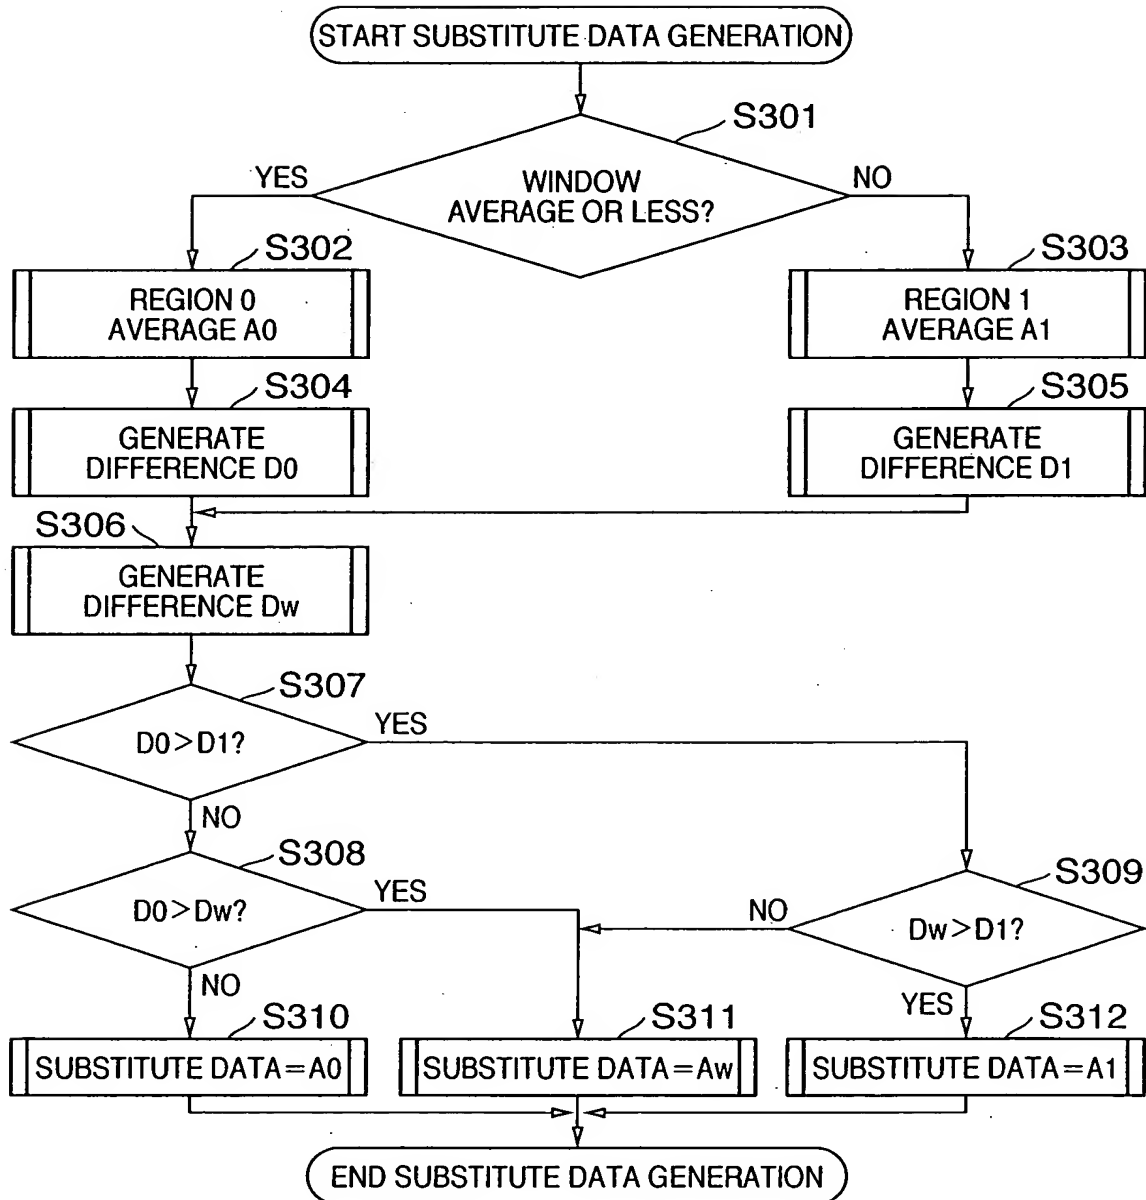 START SUBSTITUTE DATA GENERATION
S301
WINDOW
AVERAGE OR LESS?
YES
NO
S302
REGION 0
AVERAGE A0
S303
REGION 1
AVERAGE A1
S304
GENERATE
DIFFERENCE D0
S305
GENERATE
DIFFERENCE D1
S306
GENERATE
DIFFERENCE Dw
S307
D0>D1?
YES
NO
S308
D0>Dw?
YES
NO
S309
Dw>D1?
NO
YES
S310
SUBSTITUTE DATA=A0
S311
SUBSTITUTE DATA=Aw
S312
SUBSTITUTE DATA=A1
END SUBSTITUTE DATA GENERATION